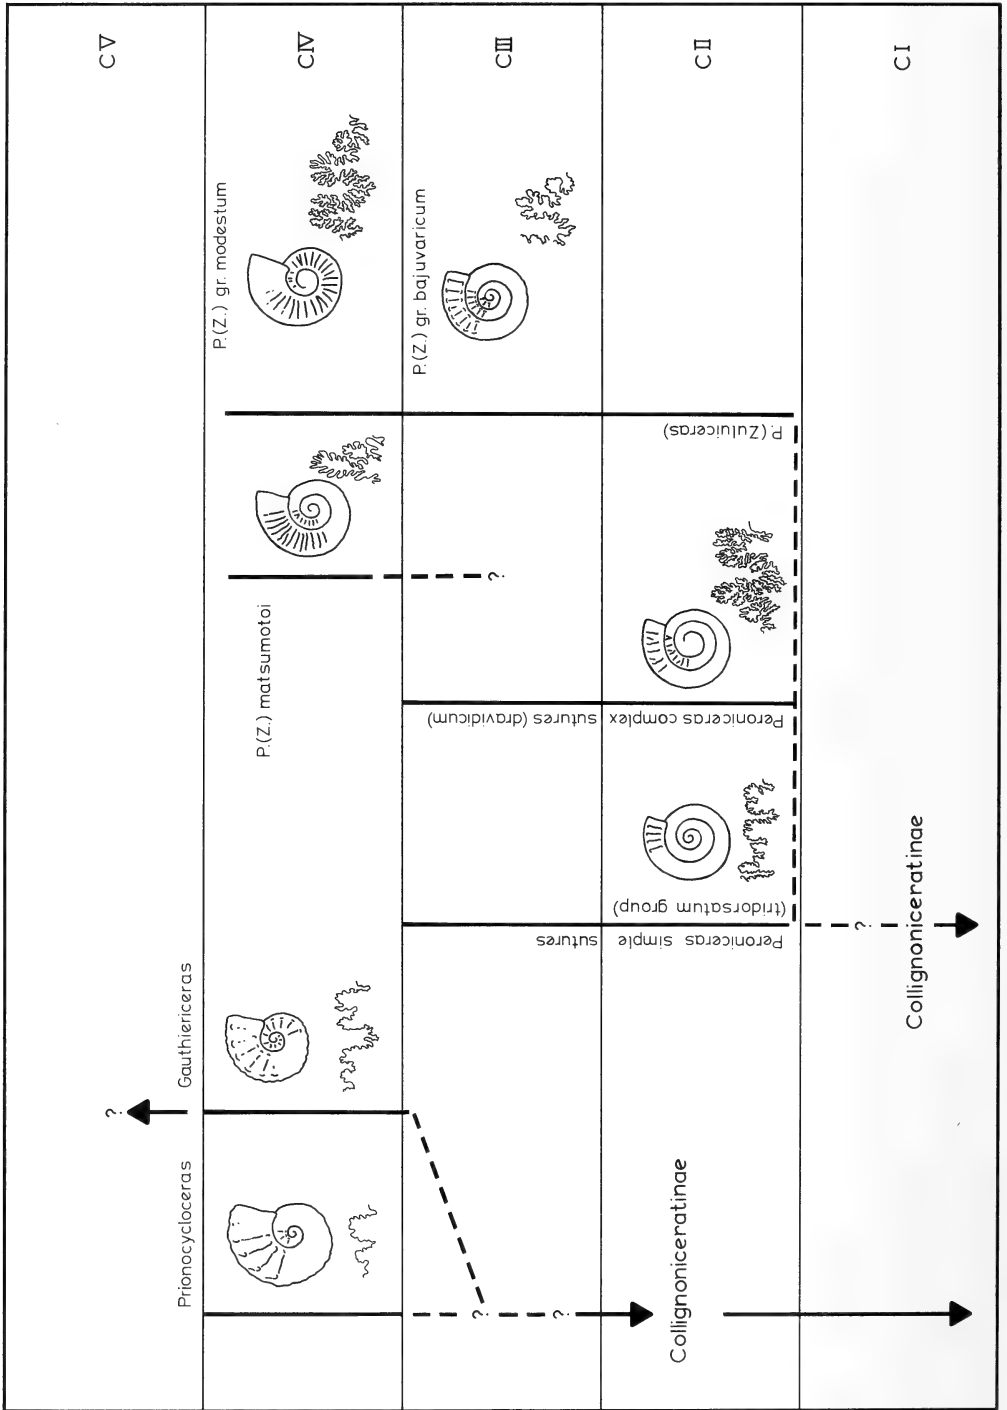 C V
C IV
C III
C II
C I
P.(Z.) gr. modestum
P.(Z.) gr. bajuvaricum
P. (Zuluiceras)
?
P.(Z.) matsumotoi
Peroniceras complex sutures (dravidicum)
(tridorsatum group)
Peroniceras simple sutures
?
Collignoniceratinae
Gauthiericeras
?
Prionocycloceras
?
?
Collignoniceratinae